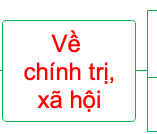 Về
chính trị,
xã hội